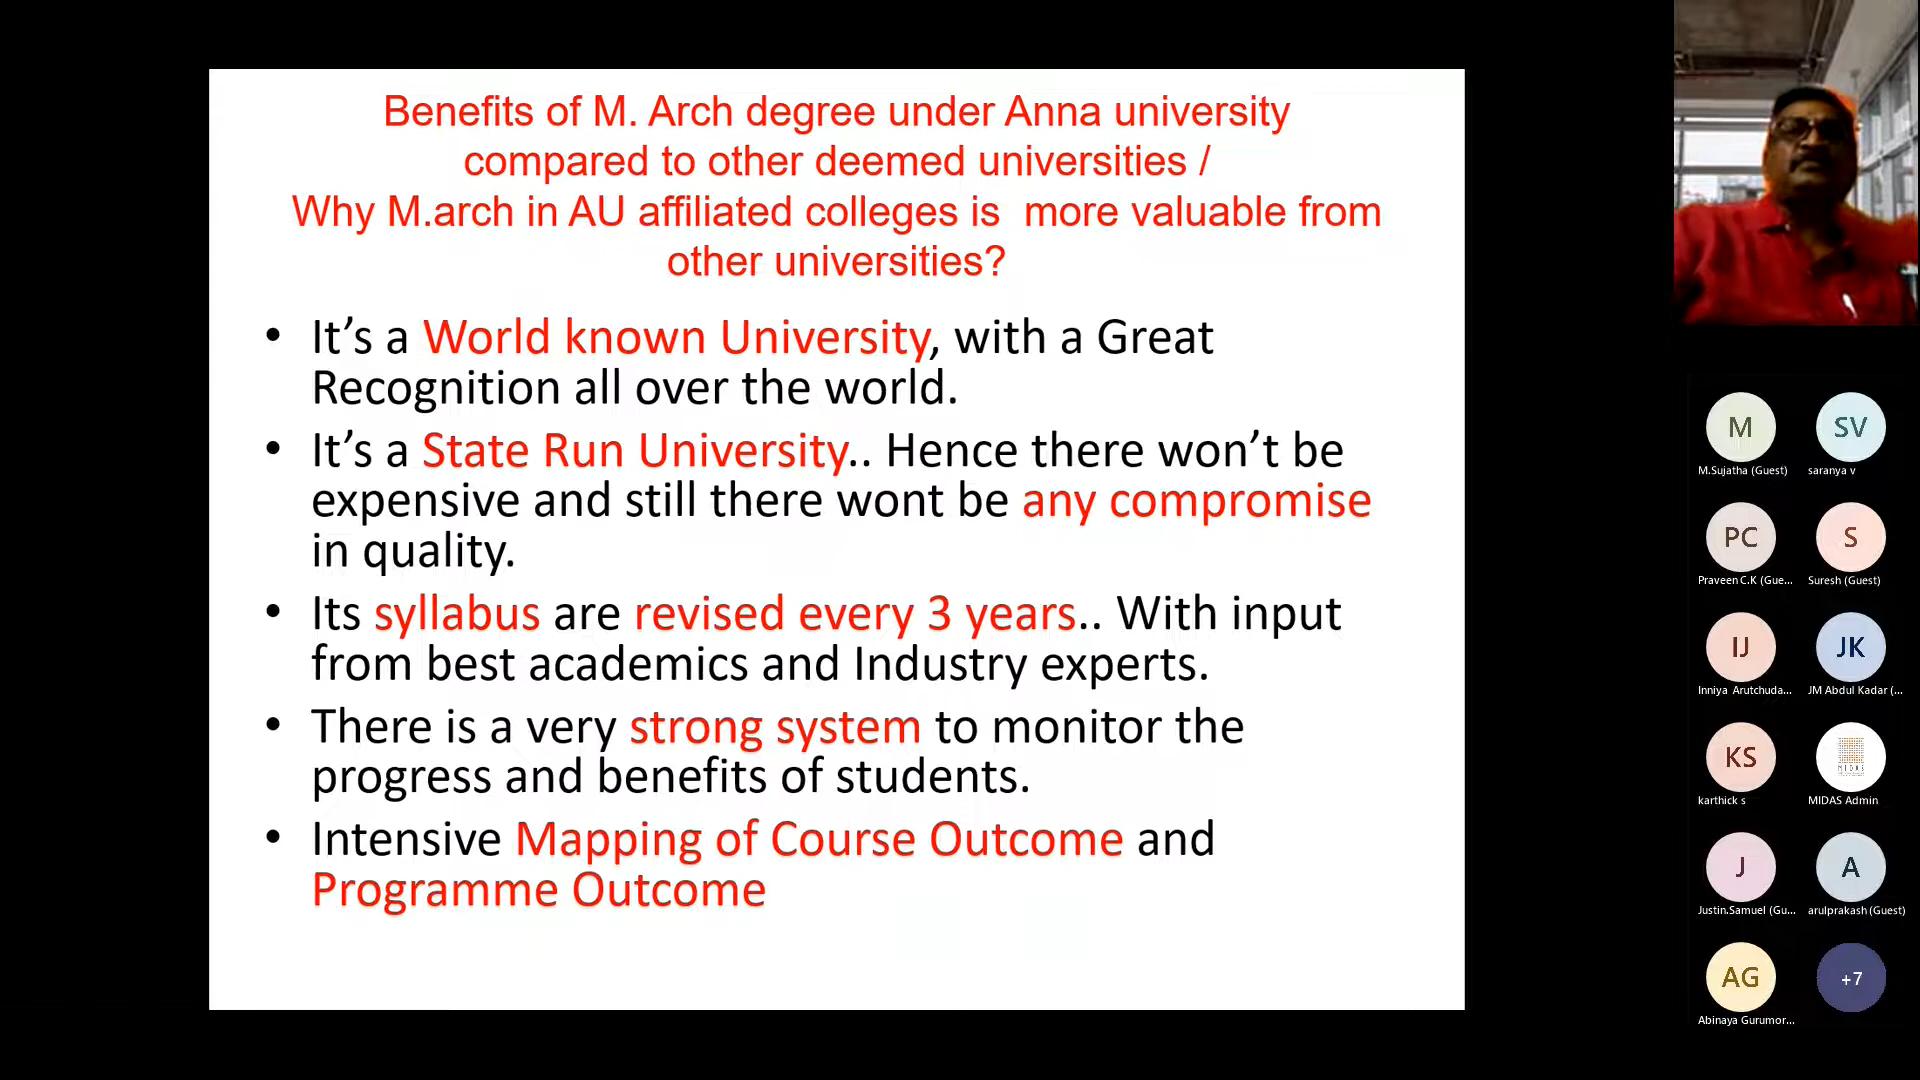 Benefits of M. Arch degree under Anna university
compared to other deemed universities /
Why M.arch in AU affiliated colleges is  more valuable from
other universities?
• It’s a World known University, with a Great
Recognition all over the world.
• It’s a State Run University.. Hence there won’t be
expensive and still there wont be any compromise
in quality.
• Its syllabus are revised every 3 years.. With input
from best academics and Industry experts.
• There is a very strong system to monitor the
progress and benefits of students.
• Intensive Mapping of Course Outcome and
Programme Outcome
M
SV
M.Sujatha (Guest)
saranya v
PC
S
Praveen C.K (Gue...
Suresh (Guest)
IJ
JK
Inniya Arutchuda...
JM Abdul Kadar (...
KS
MIDAS
karthick s
MIDAS Admin
J
A
Justin.Samuel (Gu...
arulprakash (Guest)
AG
+7
Abinaya Gurumor...